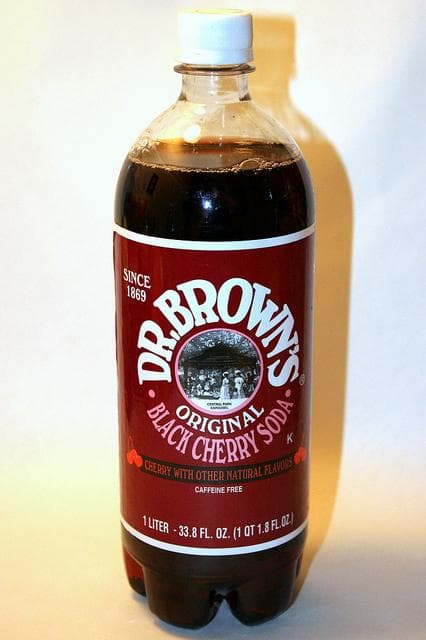 SINCE
1869
DR. BROWN'S®
CENTRAL PARK
CAROUSEL
ORIGINAL
• BLACK CHERRY SODA •
K
CHERRY WITH OTHER NATURAL FLAVORS
CAFFEINE FREE
1 LITER - 33.8 FL. OZ. (1 QT 1.8 FL.OZ.)